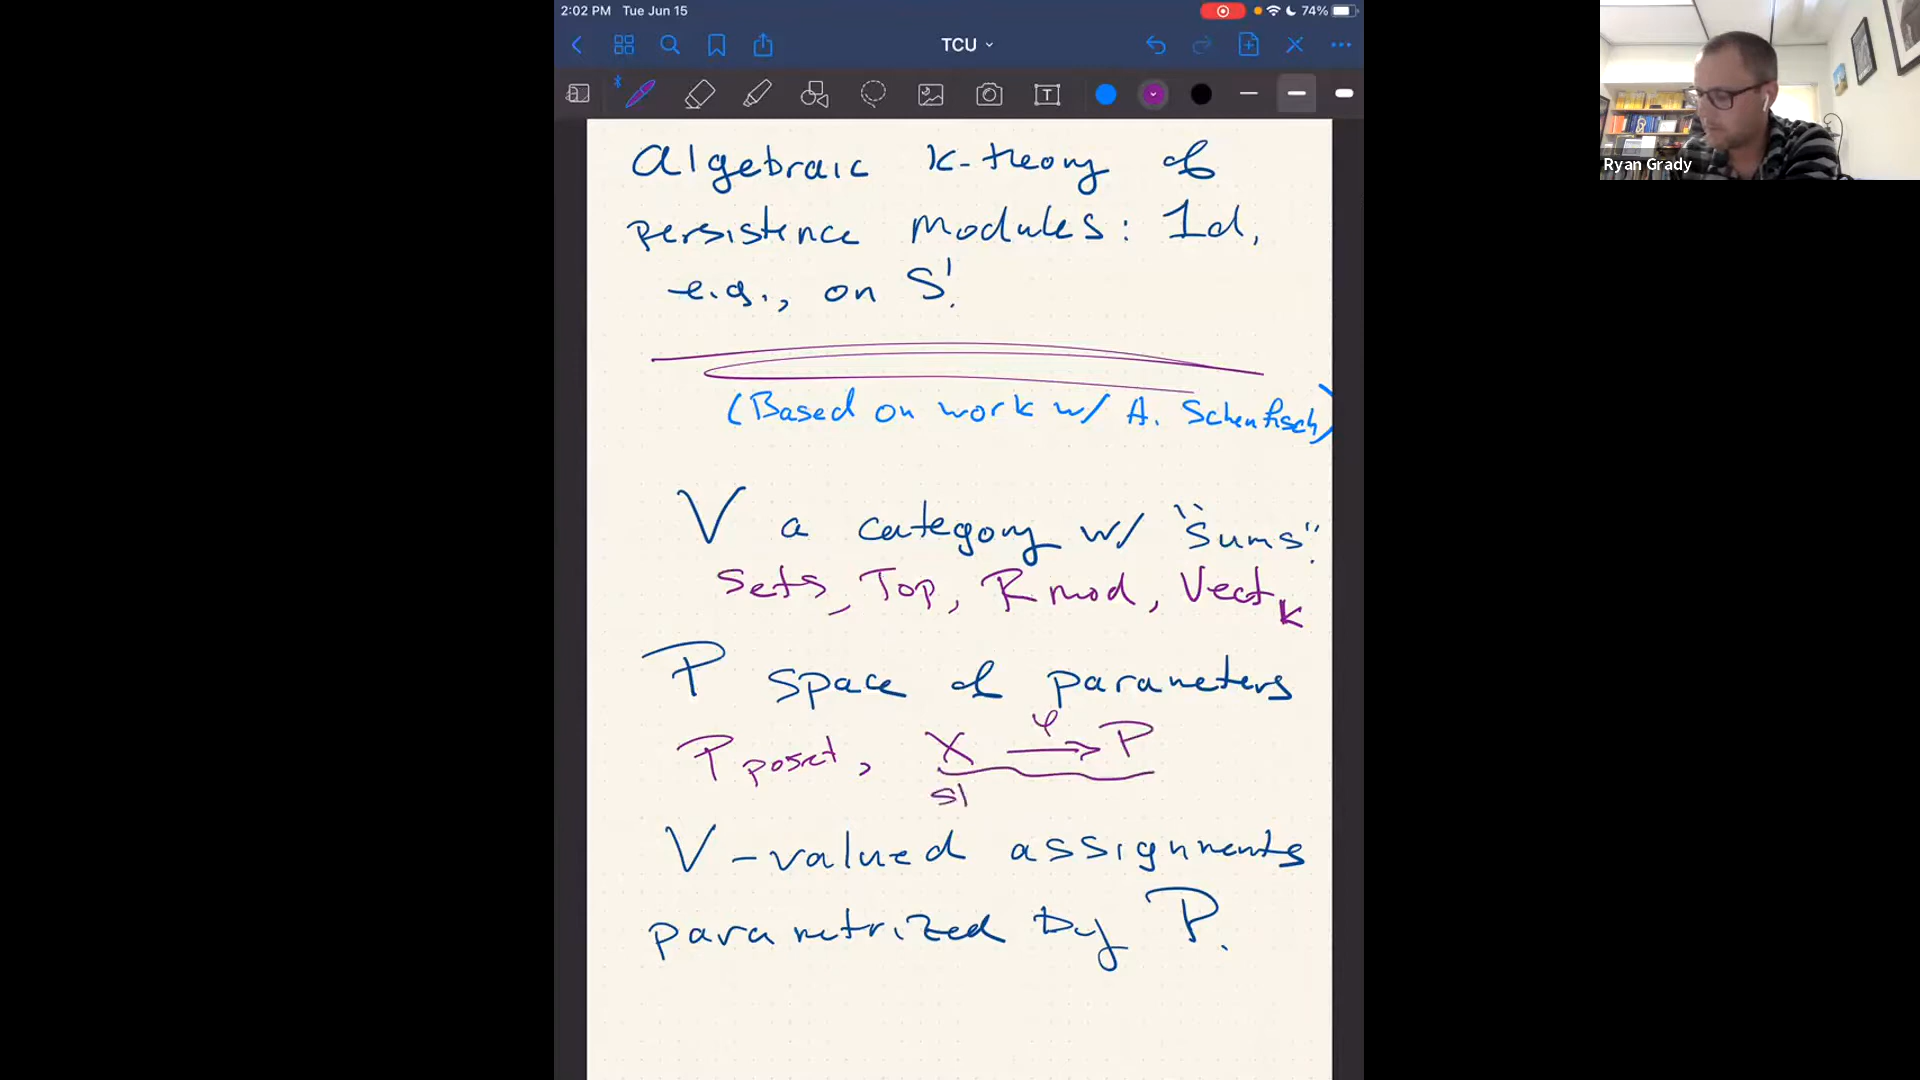 2:02 PM Tue Jun 15
74%
TCU
Algebraic K-theory of
persistence modules: 1d,
e.g., on S¹.
(Based on work w/ A. Schenfisch)
V a category w/ "sums".
Sets, Top, R mod, Vect_k
P space of parameters
P poset, X →^φ P
S1
V-valued assignments
parametrized by P.
Ryan Grady